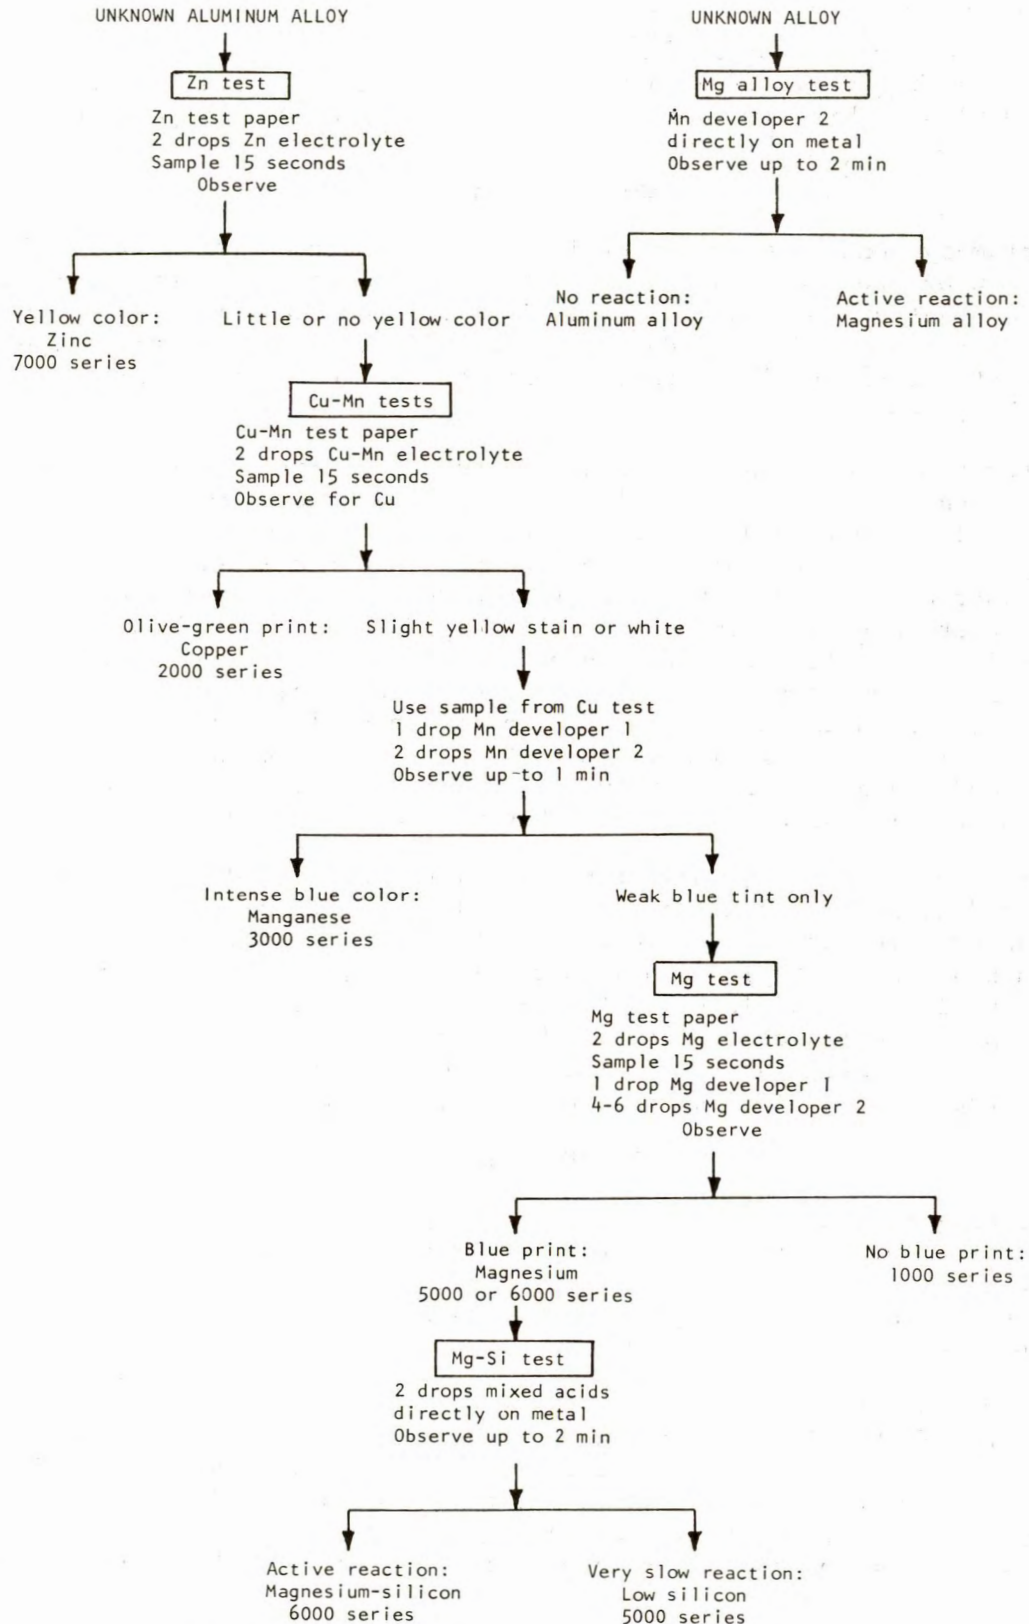 UNKNOWN ALUMINUM ALLOY
Zn test
Zn test paper
2 drops Zn electrolyte
Sample 15 seconds
Observe
Yellow color:
Zinc
7000 series
Little or no yellow color
Cu-Mn tests
Cu-Mn test paper
2 drops Cu-Mn electrolyte
Sample 15 seconds
Observe for Cu
Olive-green print:
Copper
2000 series
Slight yellow stain or white
Use sample from Cu test
1 drop Mn developer 1
2 drops Mn developer 2
Observe up to 1 min
Intense blue color:
Manganese
3000 series
Weak blue tint only
Mg test
Mg test paper
2 drops Mg electrolyte
Sample 15 seconds
1 drop Mg developer 1
4-6 drops Mg developer 2
Observe
Blue print:
Magnesium
5000 or 6000 series
No blue print:
1000 series
Mg-Si test
2 drops mixed acids
directly on metal
Observe up to 2 min
Active reaction:
Magnesium-silicon
6000 series
Very slow reaction:
Low silicon
5000 series
UNKNOWN ALLOY
Mg alloy test
Mn developer 2
directly on metal
Observe up to 2 min
No reaction:
Aluminum alloy
Active reaction:
Magnesium alloy